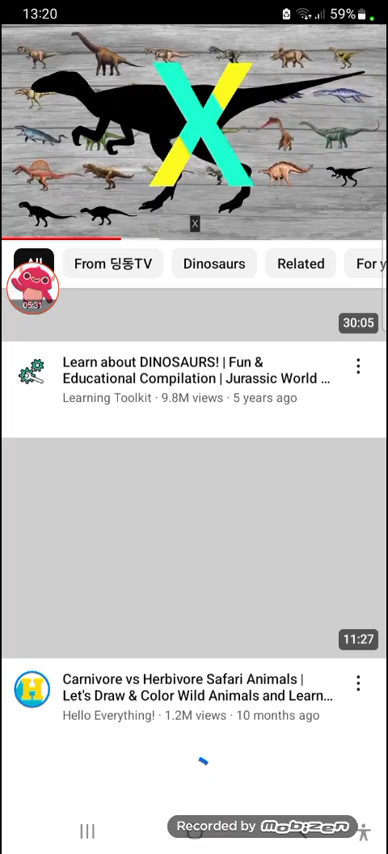 13:20
59%
X
X
All
From 딩동TV
Dinosaurs
Related
For y
05:31
30:05
Learn about DINOSAURS! | Fun &
Educational Compilation | Jurassic World ...
Learning Toolkit · 9.8M views · 5 years ago
11:27
H
Carnivore vs Herbivore Safari Animals |
Let's Draw & Color Wild Animals and Learn...
Hello Everything! · 1.2M views · 10 months ago
Recorded by Mobizen